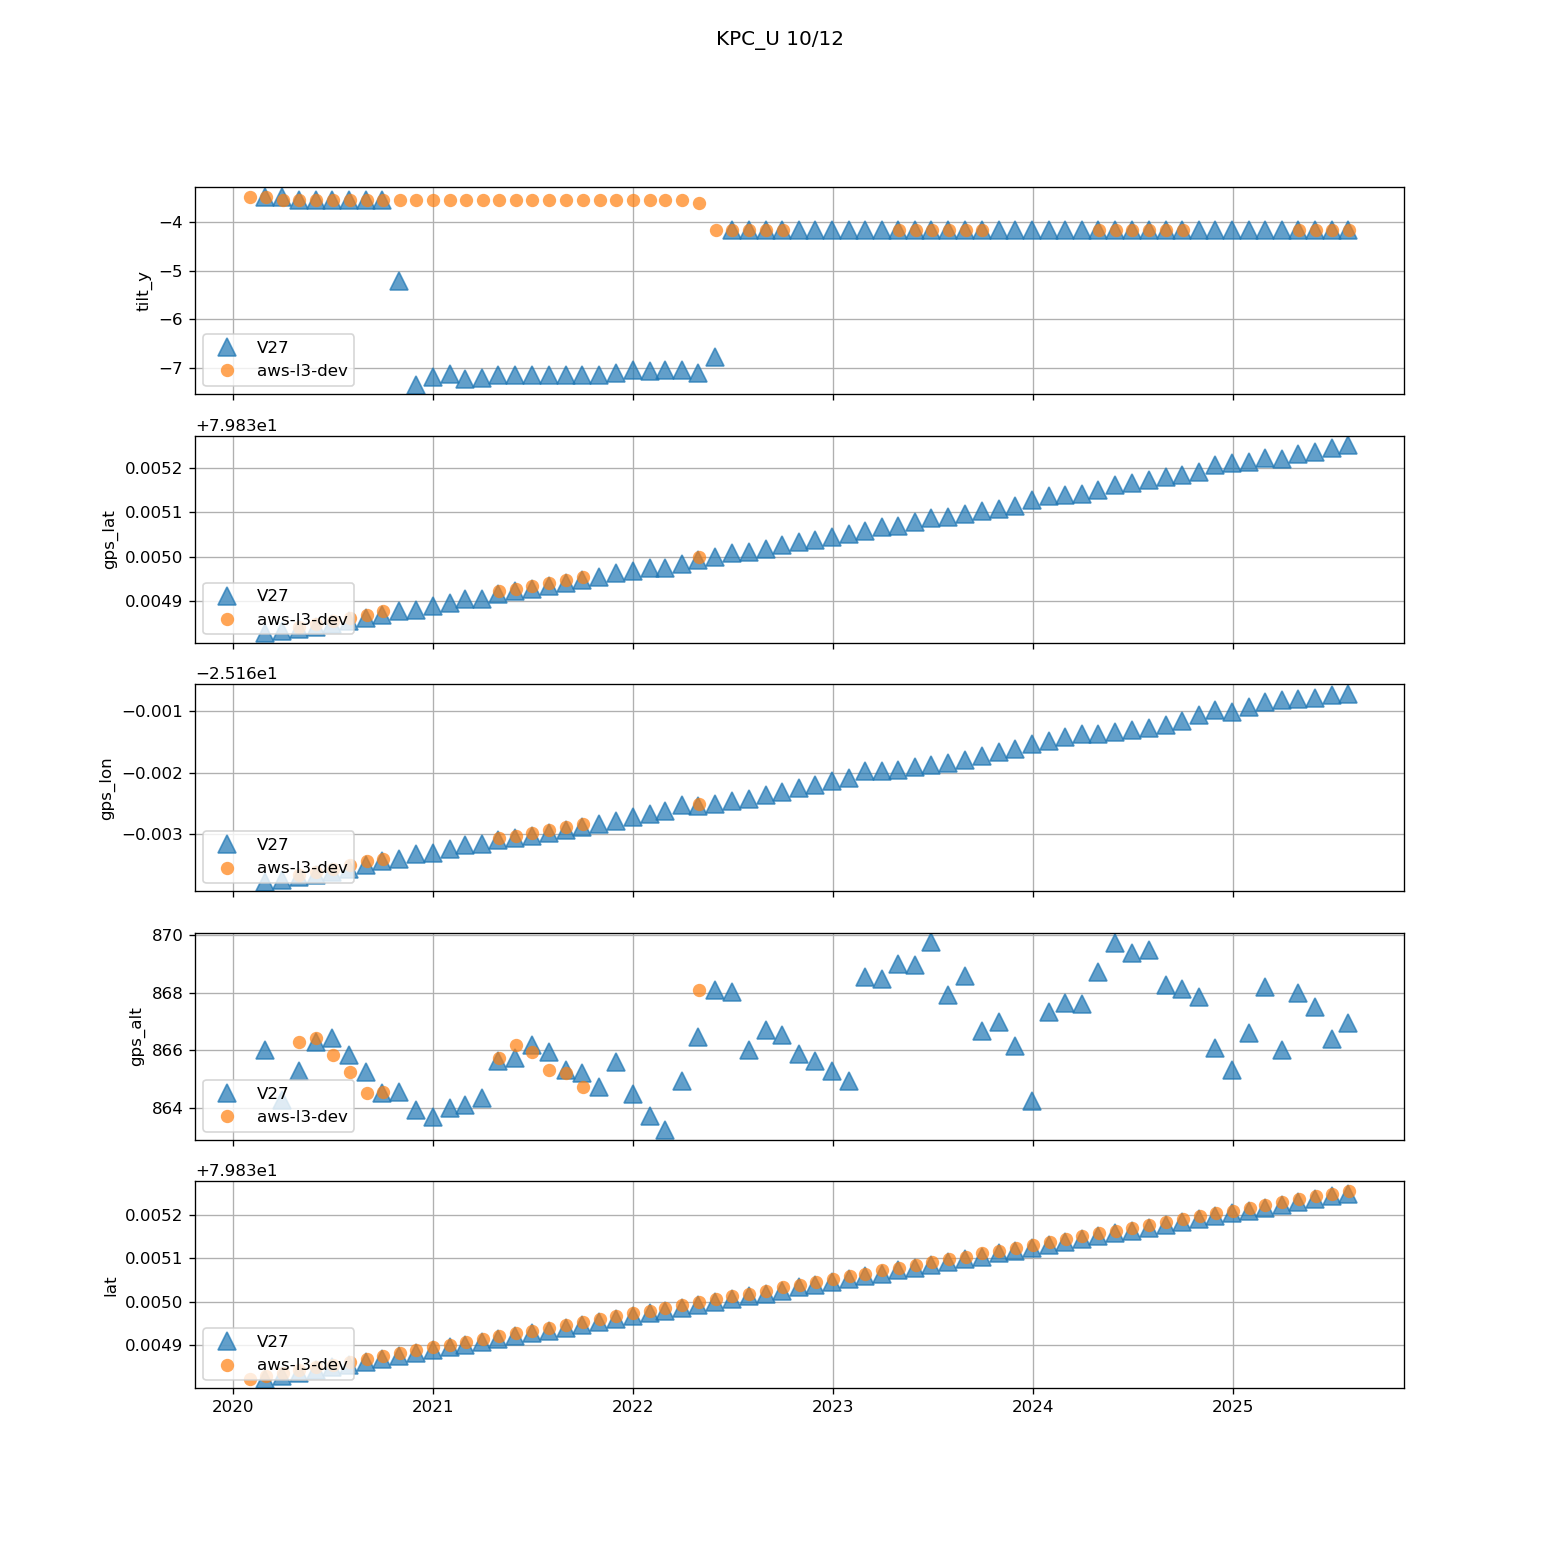 KPC_U 10/12
−4
−5
−6
−7
tilt_y
V27
aws-l3-dev
+7.983e1
0.0052
0.0051
0.0050
0.0049
gps_lat
V27
aws-l3-dev
−2.516e1
−0.001
−0.002
−0.003
gps_lon
V27
aws-l3-dev
870
868
866
864
gps_alt
V27
aws-l3-dev
+7.983e1
0.0052
0.0051
0.0050
0.0049
lat
V27
aws-l3-dev
2020 2021 2022 2023 2024 2025